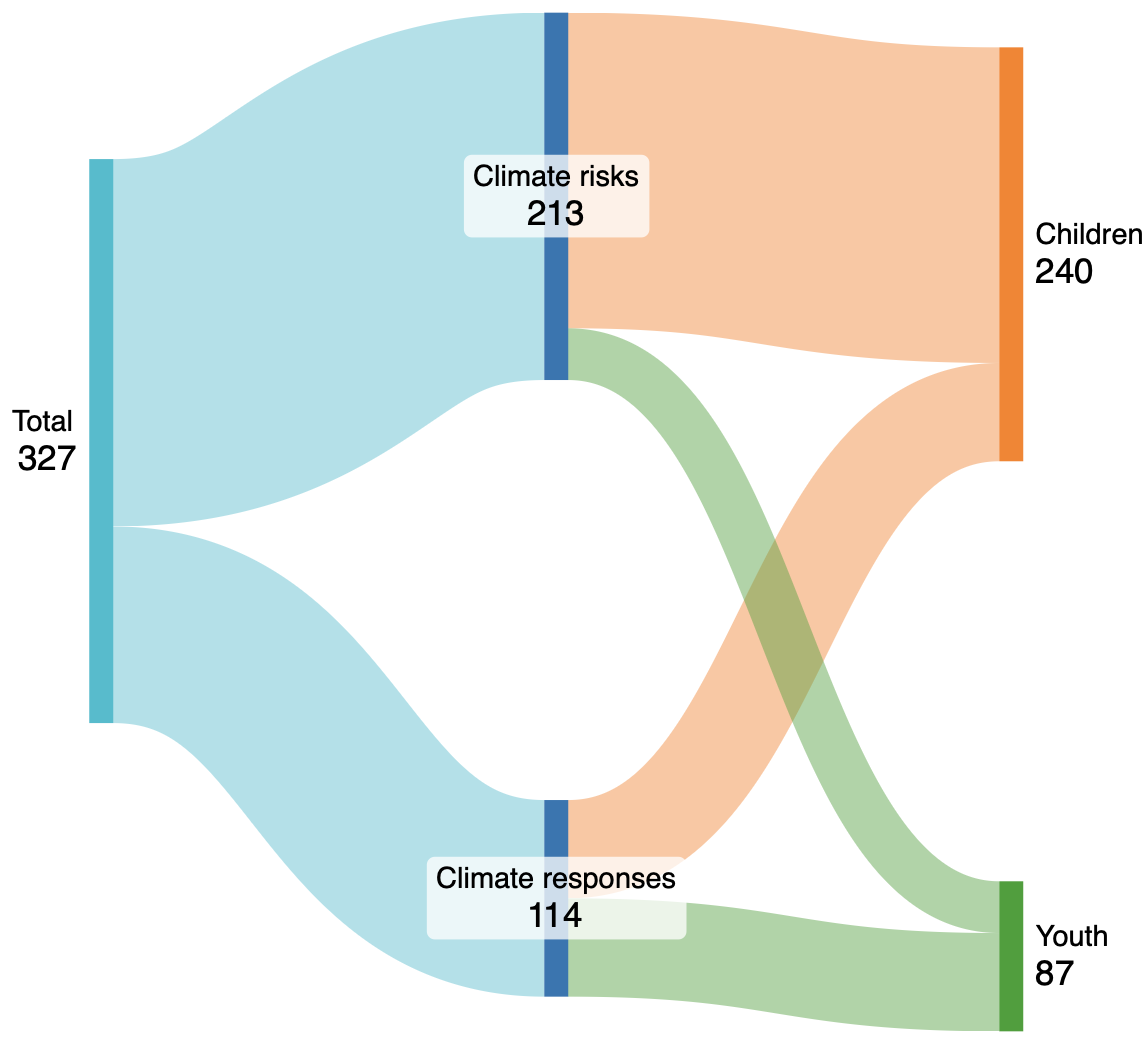 Climate risks
213
Children
240
Total
327
Climate responses
114
Youth
87